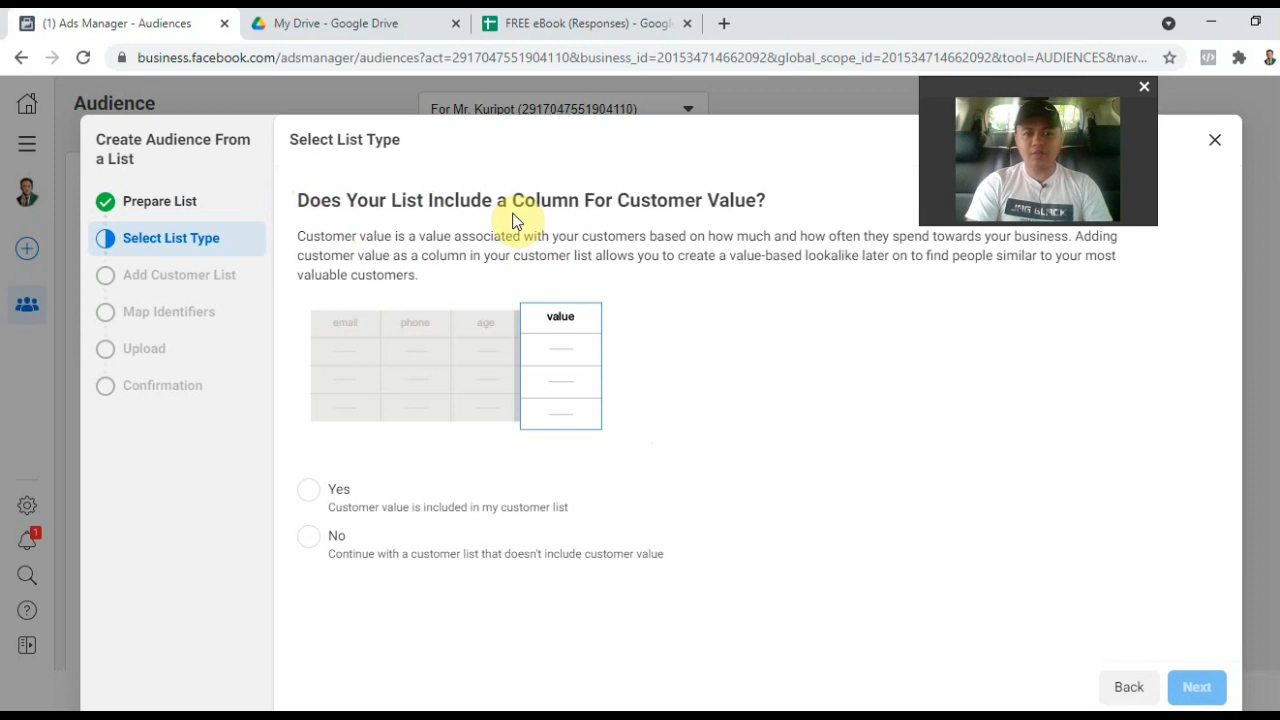 (1) Ads Manager - Audiences
My Drive - Google Drive
FREE eBook (Responses) - Googl
business.facebook.com/adsmanager/audiences?act=2917047551904110&business_id=2015347146620928&global_scope_id=2015347146620928&tool=AUDIENCES&nav...
Audience
For Mr. Kuripot (2917047551904110)
Create Audience From
a List
Prepare List
Select List Type
Add Customer List
Map Identifiers
Upload
Confirmation
1
Select List Type
Does Your List Include a Column For Customer Value?
Customer value is a value associated with your customers based on how much and how often they spend towards your business. Adding
customer value as a column in your customer list allows you to create a value-based lookalike later on to find people similar to your most
valuable customers.
email phone age value
Yes
Customer value is included in my customer list
No
Continue with a customer list that doesn't include customer value
Back
Next